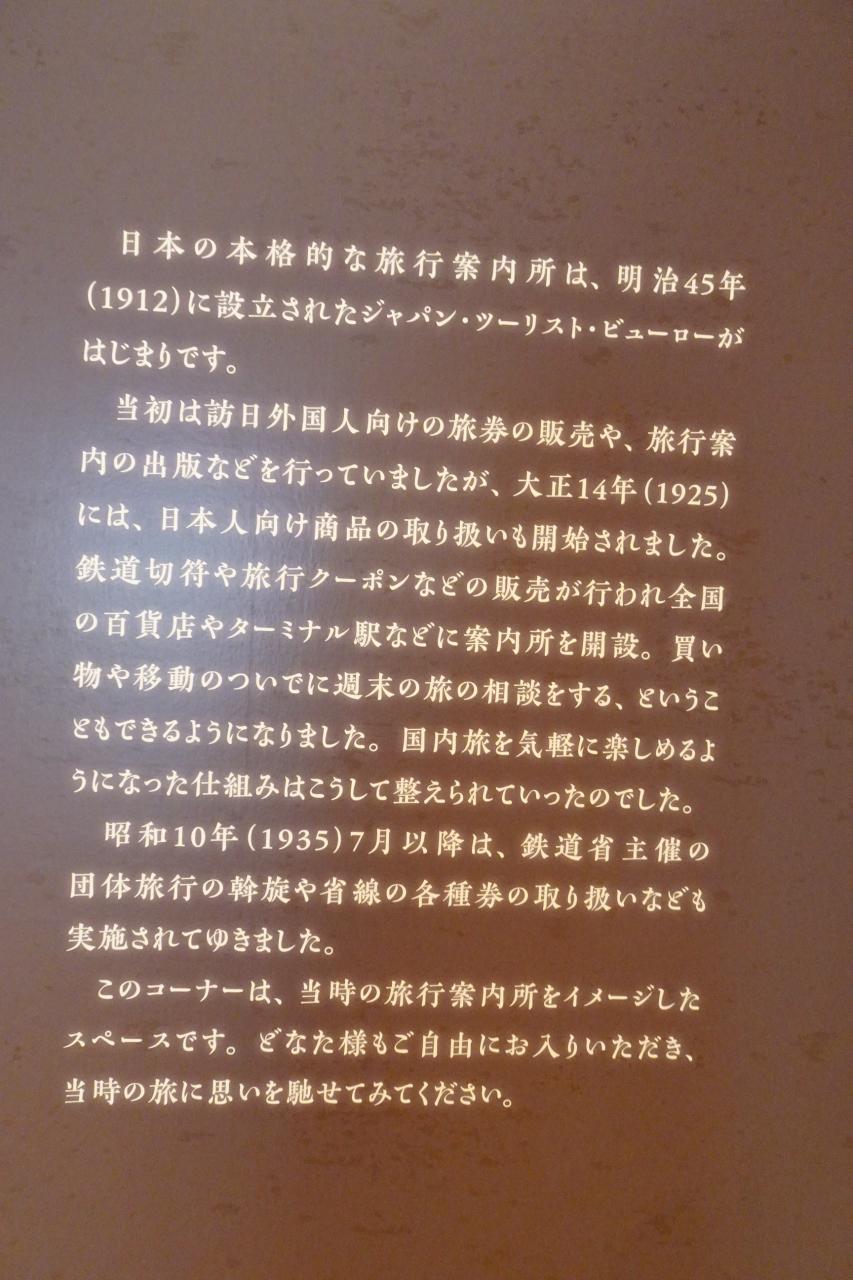 日本の本格的な旅行案内所は、明治45年
(1912)に設立されたジャパン・ツーリスト・ビューローが
はじまりです。
当初は訪日外国人向けの旅券の販売や、旅行案
内の出版などを行っていましたが、大正14年(1925)
には、日本人向け商品の取り扱いも開始されました。
鉄道切符や旅行クーポンなどの販売が行われ全国
の百貨店やターミナル駅などに案内所を開設。買い
物や移動のついでに週末の旅の相談をする、というこ
ともできるようになりました。国内旅を気軽に楽しめるよ
うになった仕組みはこうして整えられていったのでした。
昭和10年(1935)7月以降は、鉄道省主催の
団体旅行の斡旋や省線の各種券の取り扱いなども
実施されてゆきました。
このコーナーは、当時の旅行案内所をイメージした
スペースです。どなた様もご自由にお入りいただき、
当時の旅に思いを馳せてみてください。